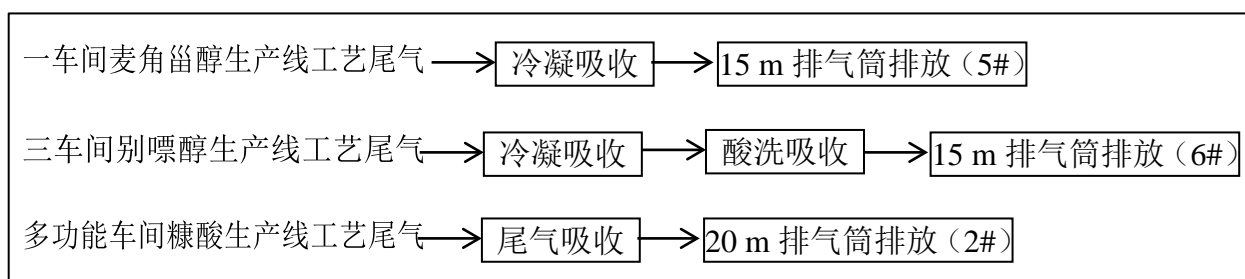 一车间麦角甾醇生产线工艺尾气 冷凝吸收 15 m 排气筒排放（5#）
三车间别嘌醇生产线工艺尾气 冷凝吸收 酸洗吸收 15 m 排气筒排放（6#）
多功能车间糠酸生产线工艺尾气 尾气吸收 20 m 排气筒排放（2#）